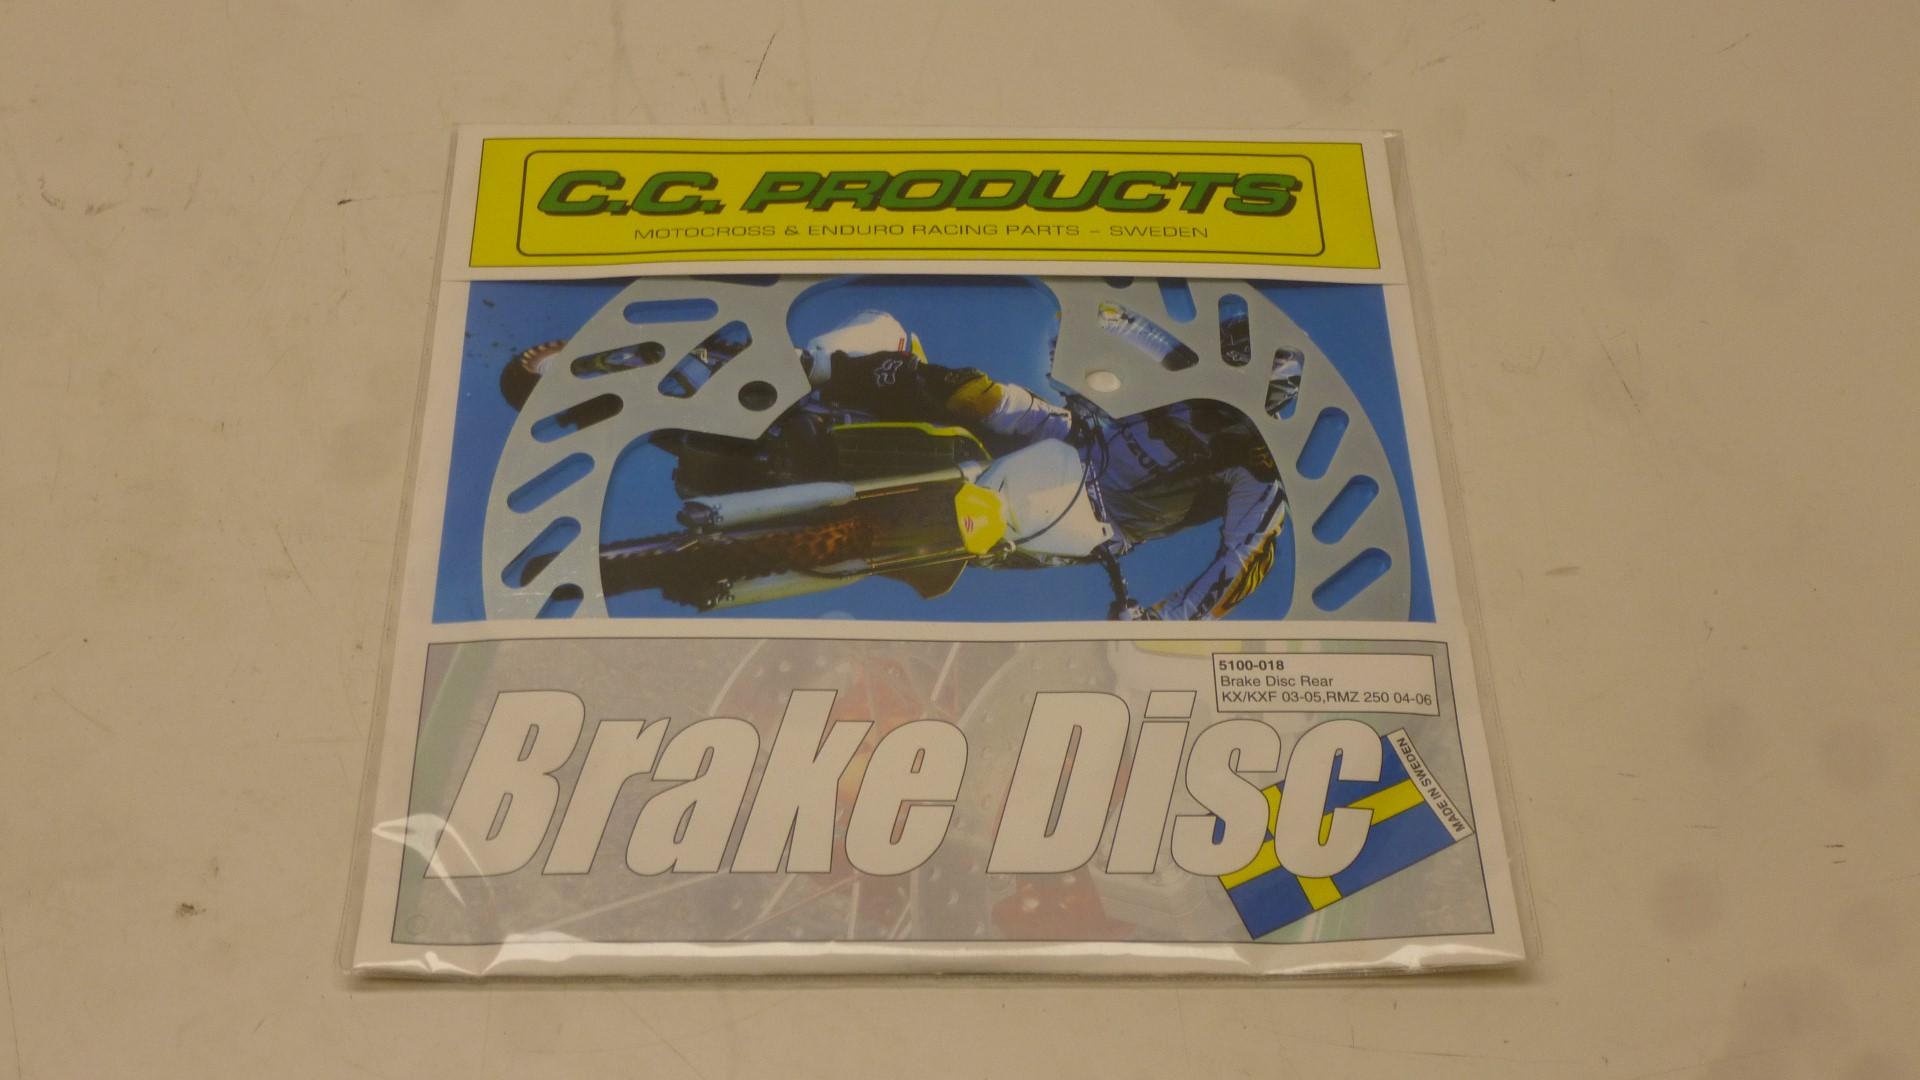 C.C. PRODUCTS
MOTOCROSS & ENDURO RACING PARTS - SWEDEN
5100-018
Brake Disc Rear
KX/KXF 03-05,RMZ 250 04-06
Brake Disc
MADE IN SWEDEN